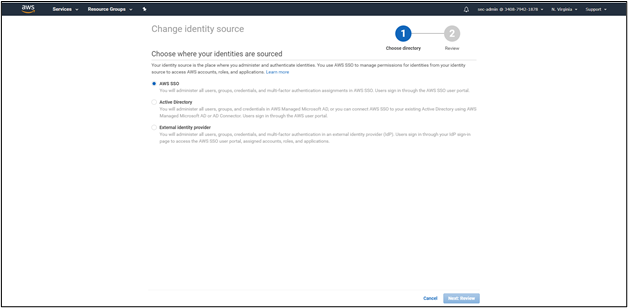 aws
Services
Resource Groups
sso-admin @ 3406-7942-1878
N. Virginia
Support
Change identity source
1
2
Choose directory
Review
Choose where your identities are sourced
Your identity source is the place where you administer and authenticate identities. You use AWS SSO to manage permissions for identities from your identity
source to access AWS accounts, roles, and applications. Learn more
AWS SSO
You will administer all users, groups, credentials, and multi-factor authentication assignments in AWS SSO. Users sign in through the AWS SSO user portal.
Active Directory
You will administer all users, groups, and credentials in AWS Managed Microsoft AD, or you can connect AWS SSO to your existing Active Directory using AWS
Managed Microsoft AD or AD Connector. Users sign in through the AWS user portal.
External identity provider
You will administer all users, groups, credentials, and multi-factor authentication in an external identity provider (IdP). Users sign in through your IdP sign-in
page to access the AWS SSO user portal, assigned accounts, roles, and applications.
Cancel
Next: Review